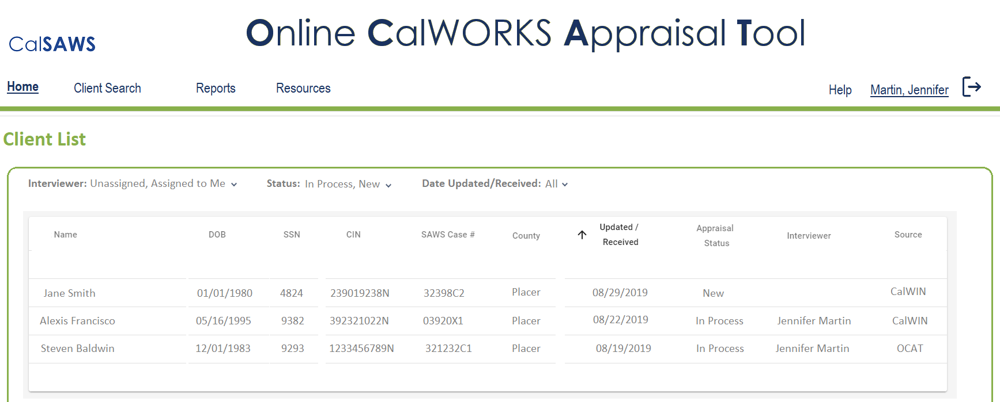 Online CalWORKS Appraisal Tool
CalSAWS
Home Client Search Reports Resources Help Martin, Jennifer
Client List
Interviewer: Unassigned, Assigned to Me Status: In Process, New Date Updated/Received: All
Name DOB SSN CIN SAWS Case # County Updated / Received Appraisal Status Interviewer Source
Jane Smith 01/01/1980 4824 239019238N 32398C2 Placer 08/29/2019 New CalWIN
Alexis Francisco 05/16/1995 9382 392321022N 03920X1 Placer 08/22/2019 In Process Jennifer Martin CalWIN
Steven Baldwin 12/01/1983 9293 1233456789N 321232C1 Placer 08/19/2019 In Process Jennifer Martin OCAT